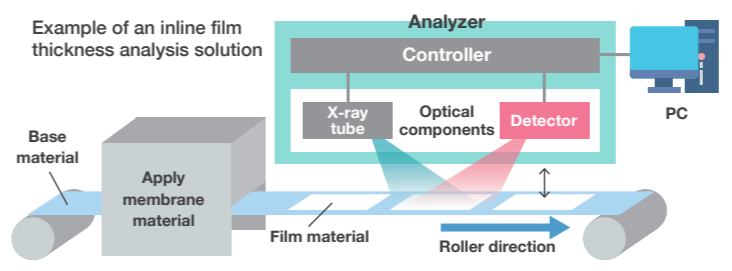 Example of an inline film
thickness analysis solution
Analyzer
Controller
X-ray
tube
Optical
components
Detector
PC
Base
material
Apply
membrane
material
Film material
Roller direction